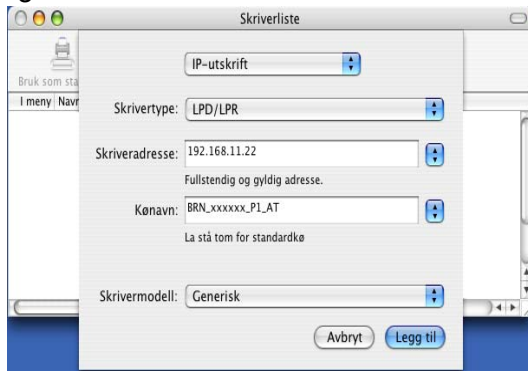 Skriverliste
IP-utskrift
Bruk som sta
I meny Navn
Skrivertype: LPD/LPR
Skriveradresse: 192.168.11.22
Fullstendig og gyldig adresse.
Kønavn: BRN_xxxxxx_P1_AT
La stå tom for standardkø
Skrivermodell: Generisk
Avbryt Legg til